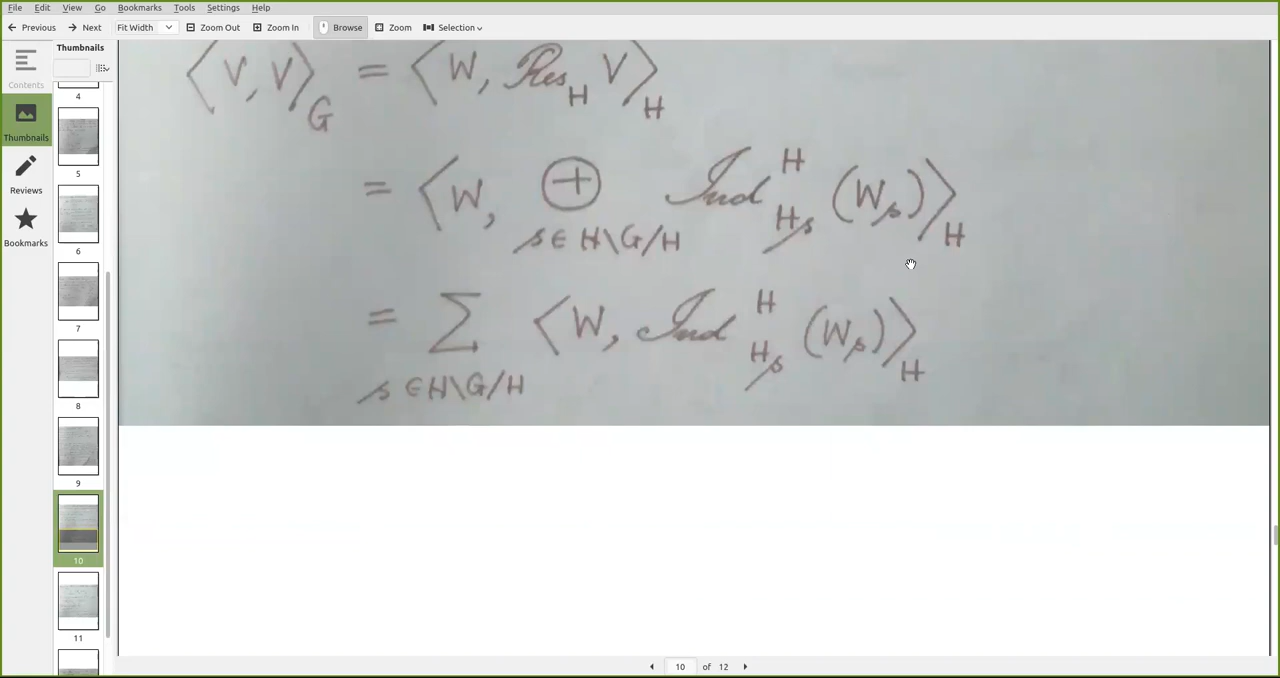 File Edit View Go Bookmarks Tools Settings Help
Previous Next Fit Width Zoom Out Zoom In Browse Zoom Selection
Thumbnails
Contents
Thumbnails
Reviews
Bookmarks
4
5
6
7
8
9
10
11
⟨V, V⟩_G = ⟨W, Res_H V⟩_H
= ⟨W, ⊕_{s∈H\G/H} Ind^H_{H_s} (W_s)⟩_H
= Σ_{s∈H\G/H} ⟨W, Ind^H_{H_s} (W_s)⟩_H
10 of 12